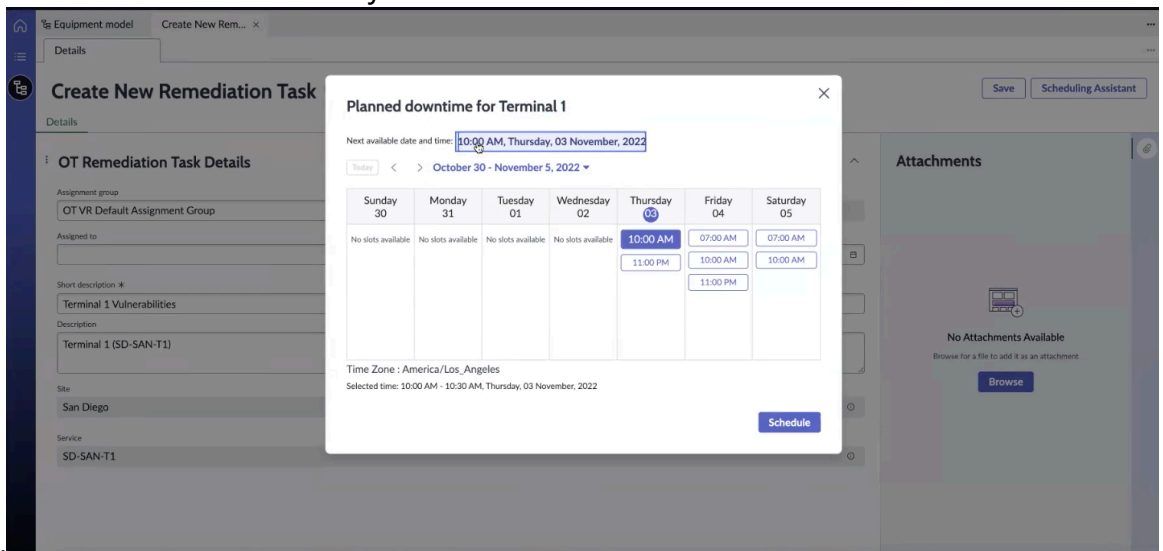 Equipment model
Create New Rem...
Details
Create New Remediation Task
Save
Scheduling Assistant
Details
OT Remediation Task Details
Assignment group
OT VR Default Assignment Group
Assigned to
Short description
Terminal 1 Vulnerabilities
Description
Terminal 1 (SD-SAN-T1)
Site
San Diego
Service
SD-SAN-T1
Planned downtime for Terminal 1
Next available date and time: 10:00 AM, Thursday, 03 November, 2022
Today
October 30 - November 5, 2022
Sunday Monday Tuesday Wednesday Thursday Friday Saturday
30 31 01 02 03 04 05
No slots available No slots available No slots available No slots available 10:00 AM 07:00 AM 07:00 AM
11:00 PM 10:00 AM 10:00 AM
11:00 PM
Time Zone : America/Los_Angeles
Selected time: 10:00 AM - 10:30 AM, Thursday, 03 November, 2022
Schedule
Attachments
No Attachments Available
Browse for a file to add it as an attachment
Browse